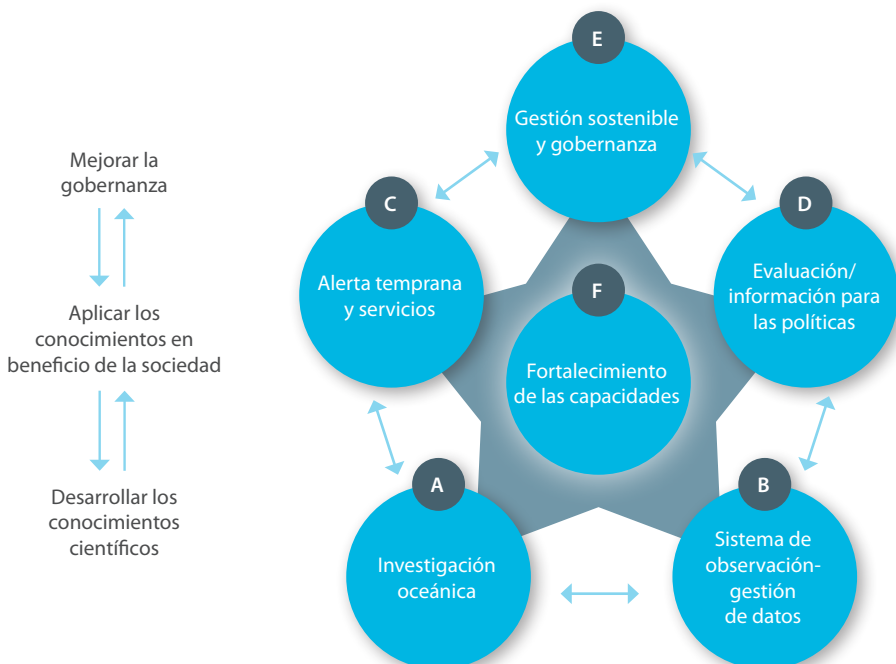 Mejorar la
gobernanza
Aplicar los
conocimientos en
beneficio de la sociedad
Desarrollar los
conocimientos
científicos
E
Gestión sostenible
y gobernanza
C
Alerta temprana
y servicios
D
Evaluación/
información para
las políticas
F
Fortalecimiento
de las capacidades
A
Investigación
oceánica
B
Sistema de
observación-
gestión
de datos